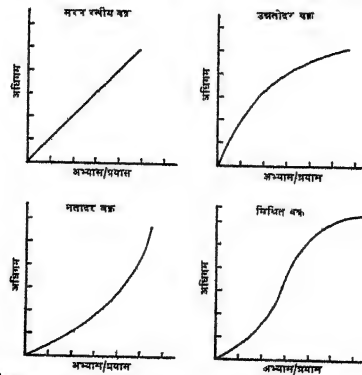 सरल रेखीय वक्र
अधिगम
अभ्यास/प्रयास
उन्नतोदर वक्र
अधिगम
अभ्यास/प्रयास
नतोदर वक्र
अधिगम
अभ्यास/प्रयास
मिश्रित वक्र
अधिगम
अभ्यास/प्रयास